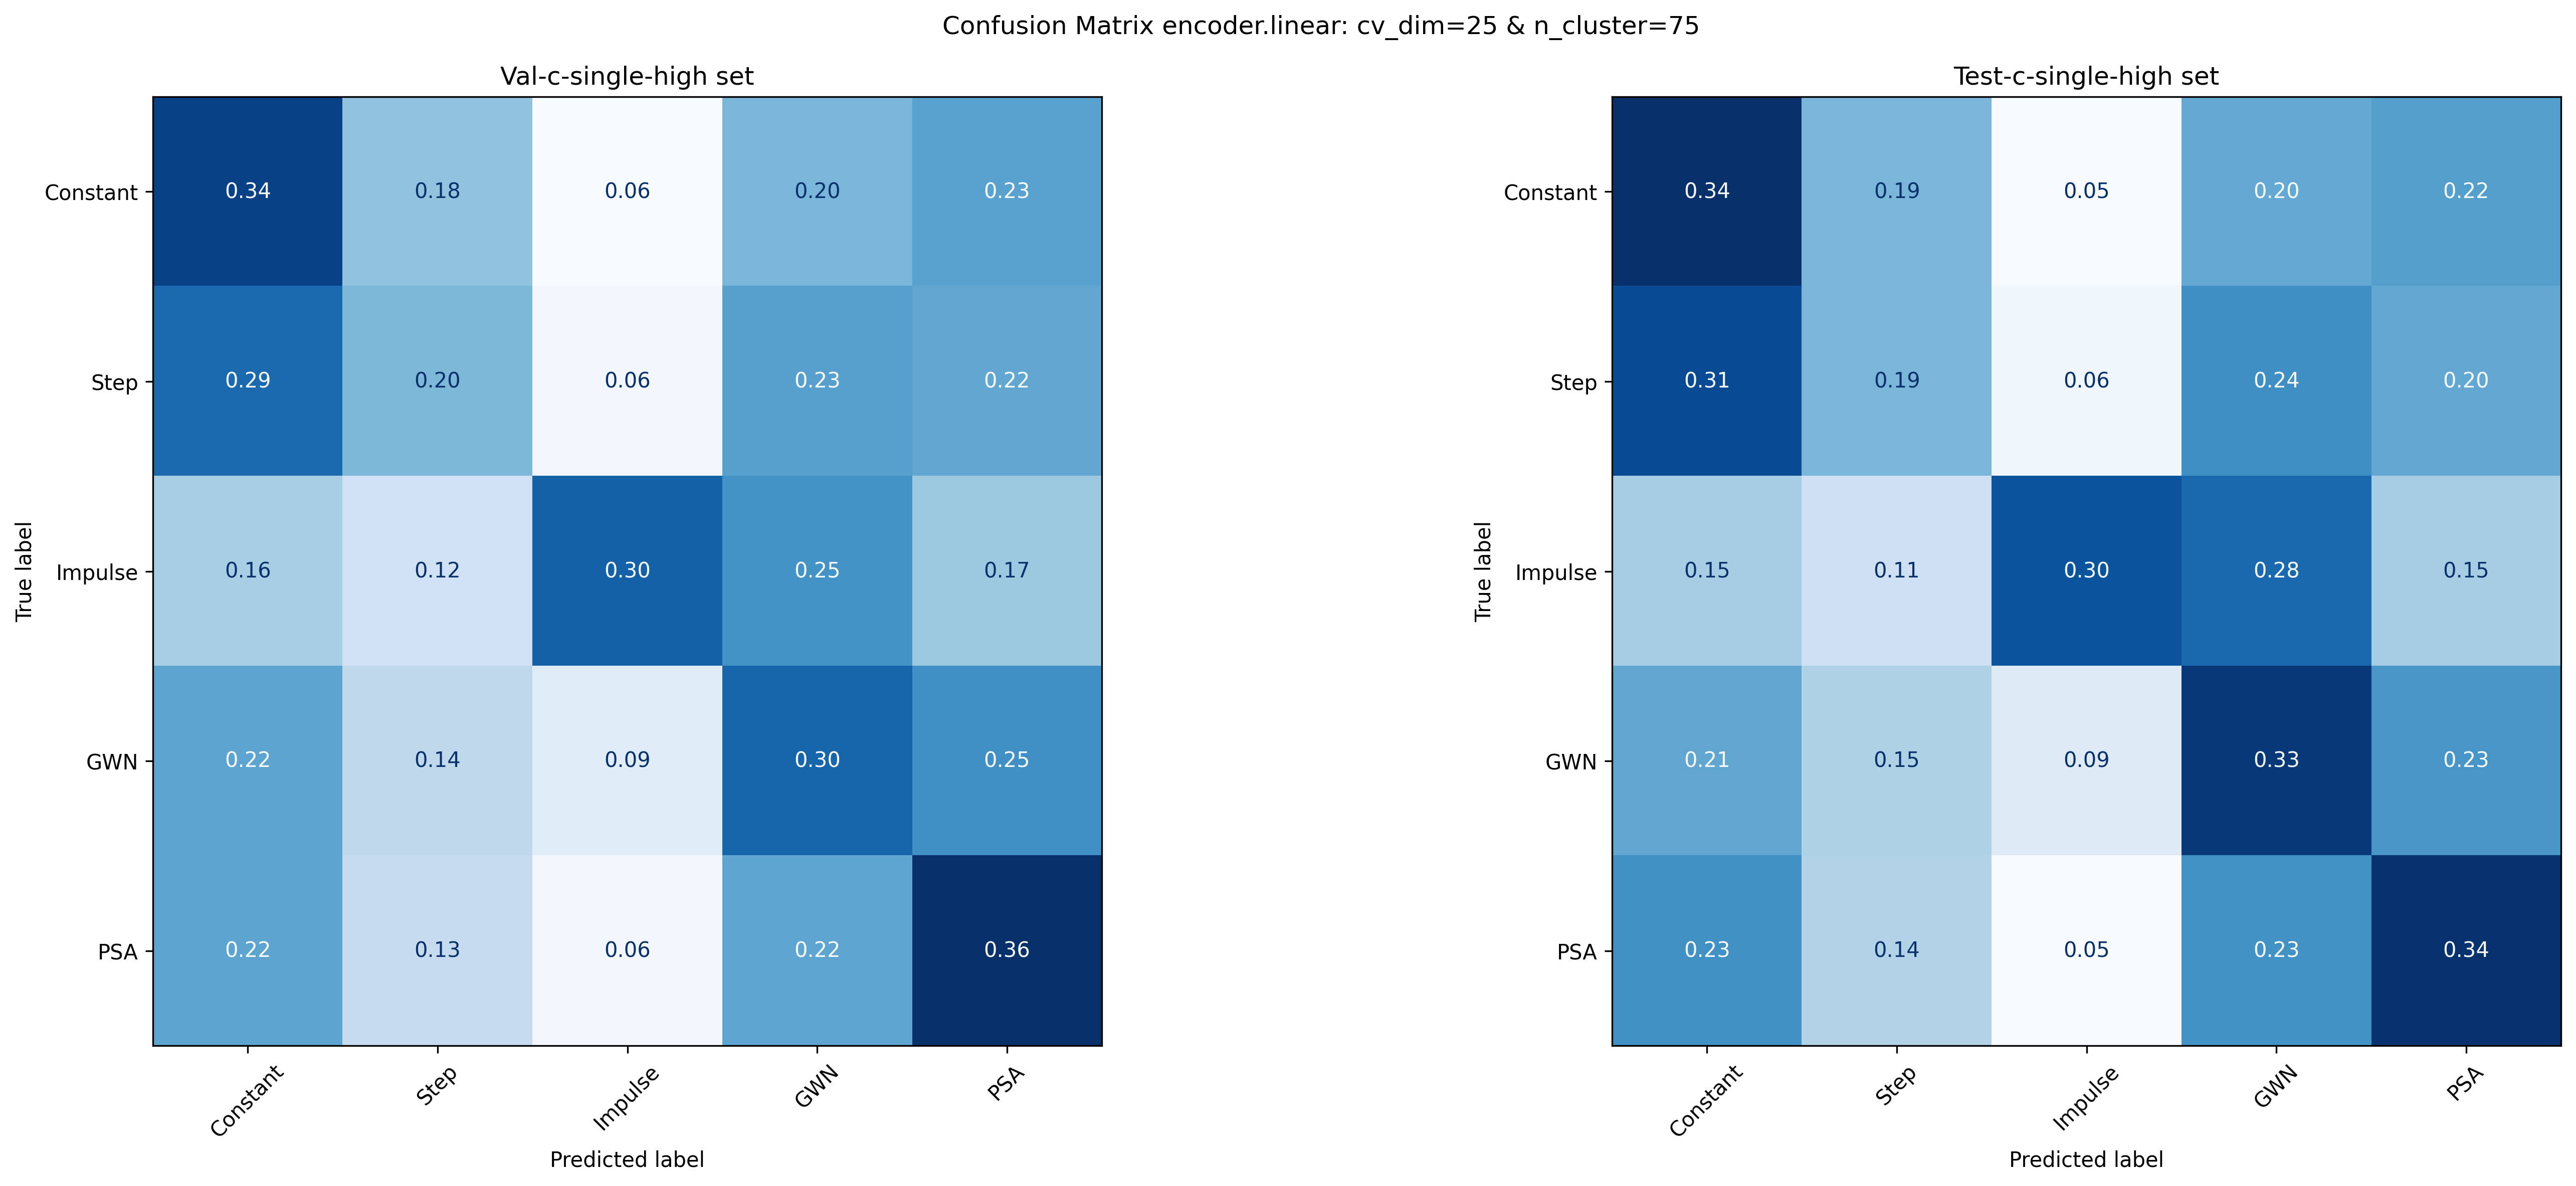 Confusion Matrix encoder.linear: cv_dim=25 & n_cluster=75
Val-c-single-high set
True label
Constant 0.34 0.18 0.06 0.20 0.23
Step 0.29 0.20 0.06 0.23 0.22
Impulse 0.16 0.12 0.30 0.25 0.17
GWN 0.22 0.14 0.09 0.30 0.25
PSA 0.22 0.13 0.06 0.22 0.36
Constant Step Impulse GWN PSA
Predicted label
Test-c-single-high set
True label
Constant 0.34 0.19 0.05 0.20 0.22
Step 0.31 0.19 0.06 0.24 0.20
Impulse 0.15 0.11 0.30 0.28 0.15
GWN 0.21 0.15 0.09 0.33 0.23
PSA 0.23 0.14 0.05 0.23 0.34
Constant Step Impulse GWN PSA
Predicted label